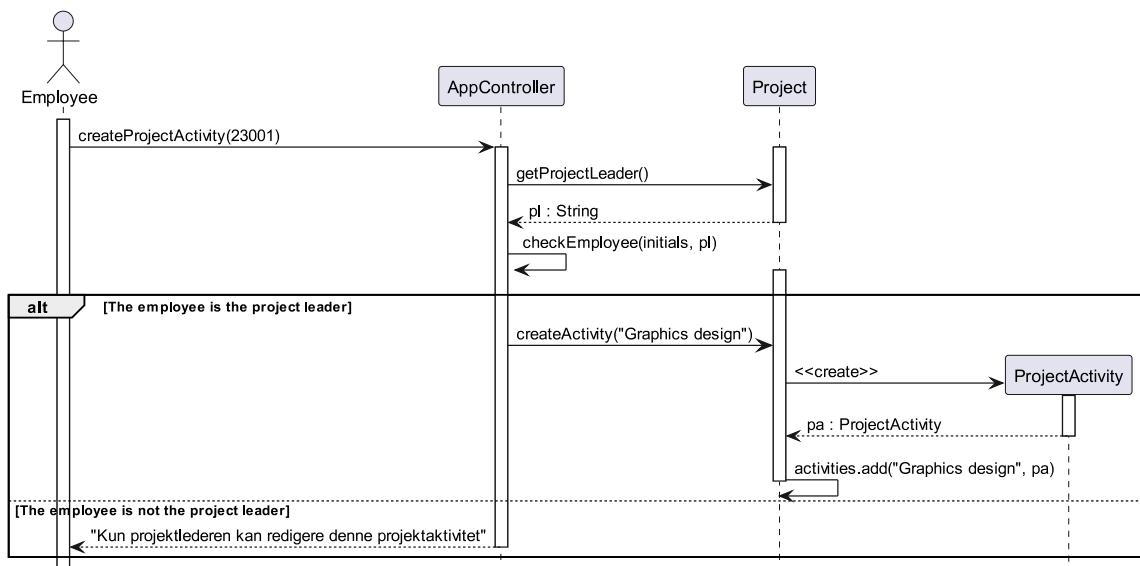 Employee
AppController
Project
createProjectActivity(23001)
getProjectLeader()
pl : String
checkEmployee(initials, pl)
alt
[The employee is the project leader]
createActivity("Graphics design")
<<create>>
ProjectActivity
pa : ProjectActivity
activities.add("Graphics design", pa)
[The employee is not the project leader]
"Kun projektlederen kan redigere denne projektaktivitet"